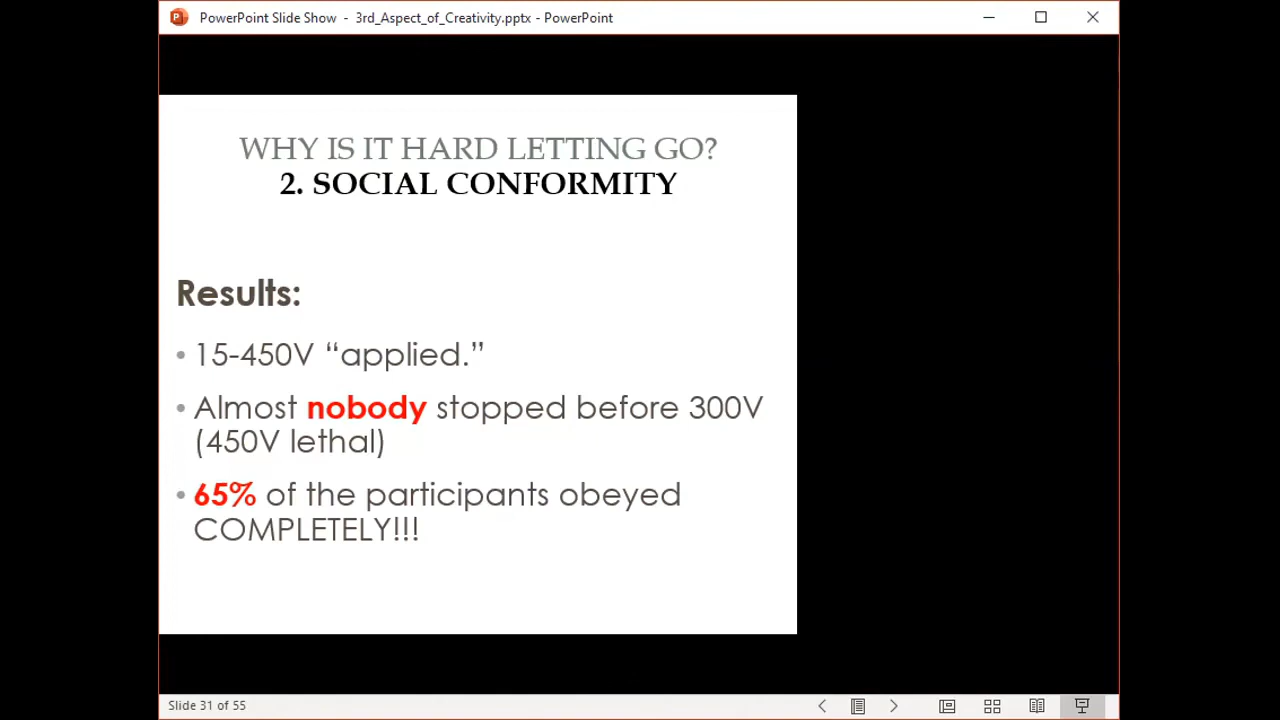 PowerPoint Slide Show - 3rd_Aspect_of_Creativity.pptx - PowerPoint
WHY IS IT HARD LETTING GO?
2. SOCIAL CONFORMITY
Results:
• 15-450V “applied.”
• Almost nobody stopped before 300V
(450V lethal)
• 65% of the participants obeyed
COMPLETELY!!!
Slide 31 of 55